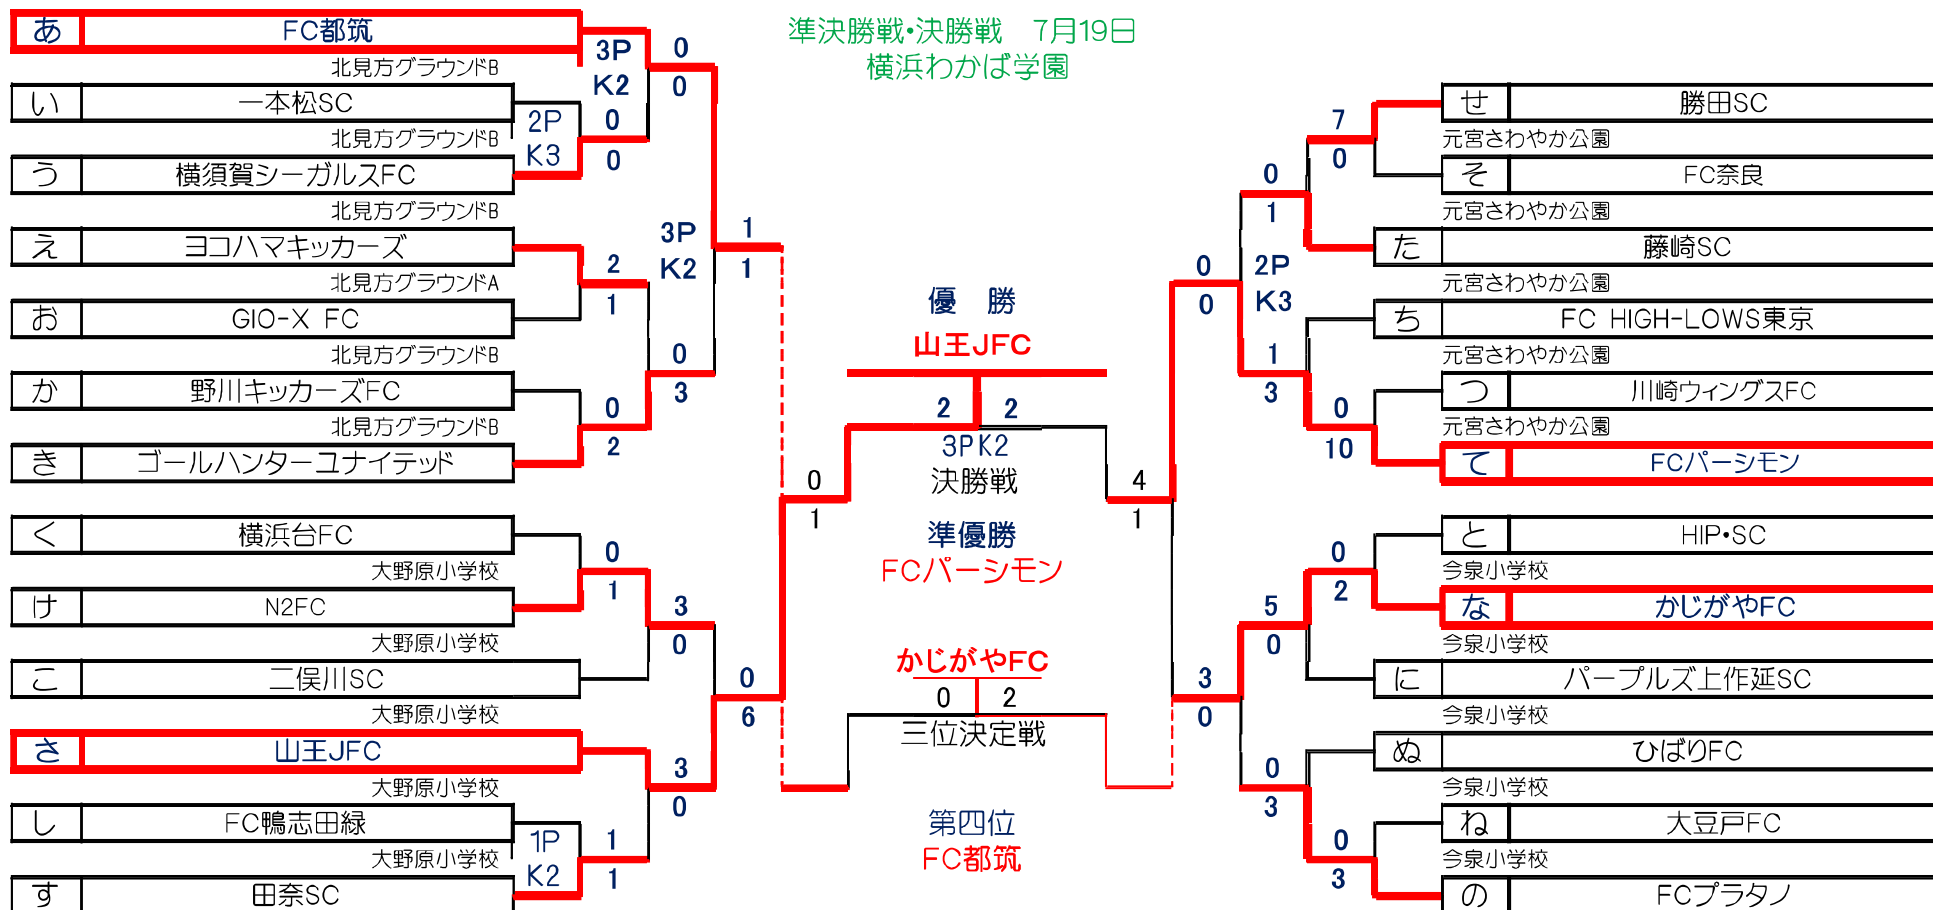 あ FC都筑
3P
K2
0
0
北見方グラウンドB
い 一本松SC
北見方グラウンドB
2P
K3
0
0
う 横須賀シーガルスFC
北見方グラウンドB
え ヨコハマキッカーズ
北見方グラウンドA
2
1
お GIO-X FC
北見方グラウンドB
か 野川キッカーズFC
北見方グラウンドB
0
2
き ゴールハンターユナイテッド
0
3
3P
K2
1
1
く 横浜台FC
大野原小学校
0
1
け N2FC
大野原小学校
3
0
こ 二俣川SC
大野原小学校
0
6
さ 山王JFC
大野原小学校
3
0
し FC鴨志田緑
大野原小学校
1P
K2
1
1
す 田奈SC
0
1
準決勝戦・決勝戦 7月19日
横浜わかば学園
優 勝
山王JFC
2 2
3PK2
決勝戦
準優勝
FCパーシモン
かじがやFC
0 2
三位決定戦
第四位
FC都筑
4
1
せ 勝田SC
元宮さわやか公園
7
0
そ FC奈良
元宮さわやか公園
0
1
た 藤崎SC
元宮さわやか公園
0
0
2P
K3
ち FC HIGH-LOWS東京
元宮さわやか公園
1
3
つ 川崎ウィングスFC
元宮さわやか公園
0
10
て FCパーシモン
と HIP・SC
今泉小学校
0
2
な かじがやFC
今泉小学校
5
0
に パープルズ上作延SC
今泉小学校
3
0
ぬ ひばりFC
今泉小学校
0
3
ね 大豆戸FC
今泉小学校
0
3
の FCプラタノ